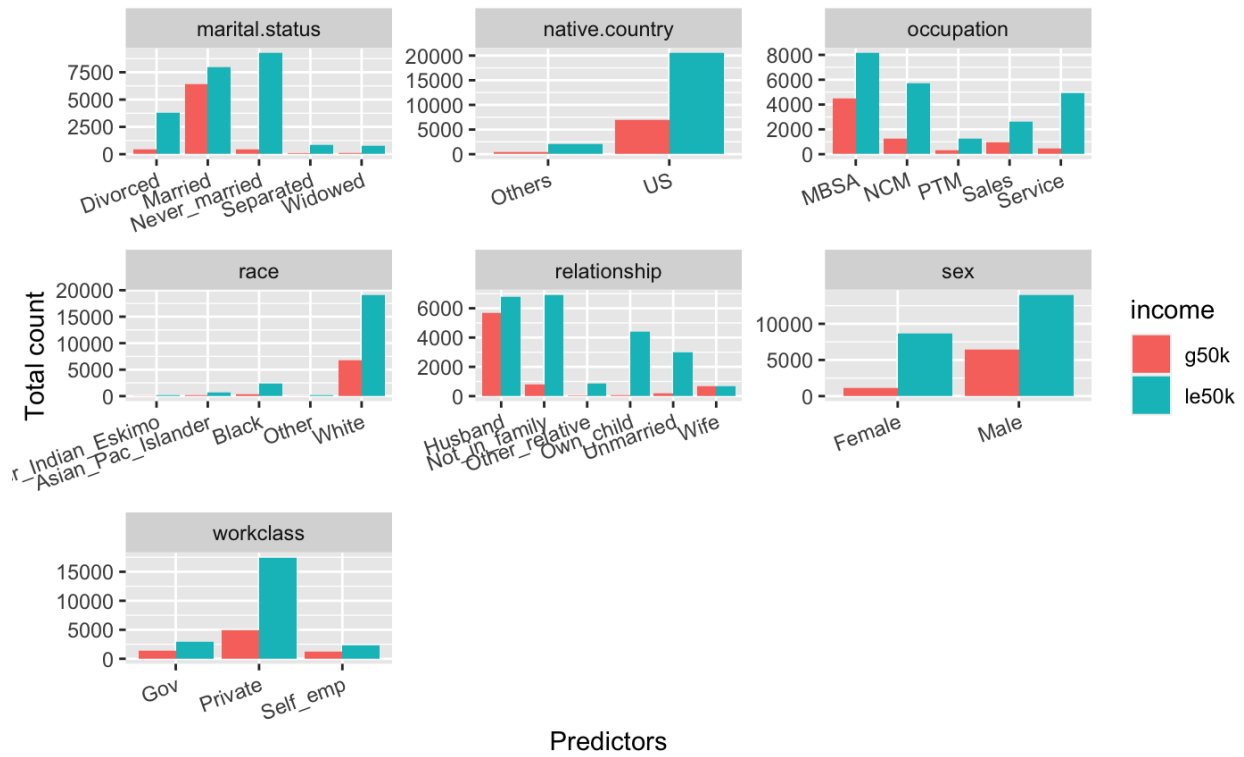 marital.status
native.country
occupation
7500
5000
2500
0
Divorced
Married
Never_married
Separated
Widowed
20000
15000
10000
5000
0
Others
US
8000
6000
4000
2000
0
MBSA
NCM
PTM
Sales
Service
Total count
race
relationship
sex
20000
15000
10000
5000
0
r_Indian_Eskimo
Asian_Pac_Islander
Black
Other
White
6000
4000
2000
0
Husband
Not_in_family
Other_relative
Own_child
Unmarried
Wife
10000
5000
0
Female
Male
income
g50k
le50k
workclass
15000
10000
5000
0
Gov
Private
Self_emp
Predictors